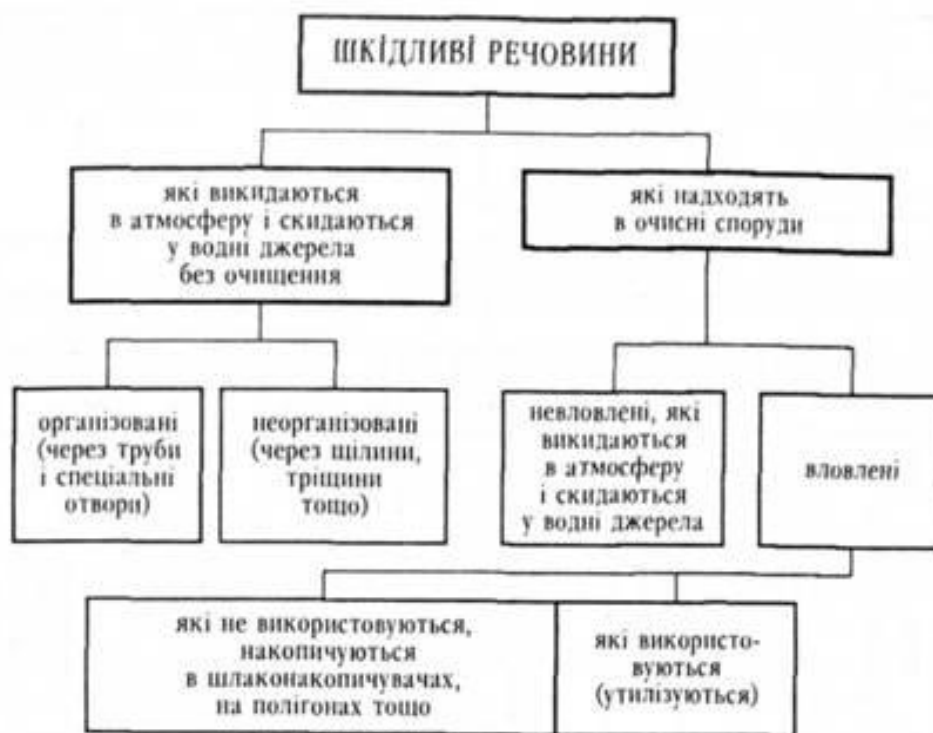 ШКІДЛИВІ РЕЧОВИНИ
які викидаються
в атмосферу і скидаються
у водні джерела
без очищення
які надходять
в очисні споруди
організовані
(через труби
і спеціальні
отвори)
неорганізовані
(через щілини,
тріщини
тощо)
невловлені, які
викидаються
в атмосферу
і скидаються
у водні джерела
вловлені
які не використовуються,
накопичуються
в шлаконакопичувачах,
на полігонах тощо
які використо-
вуються
(утилізуються)